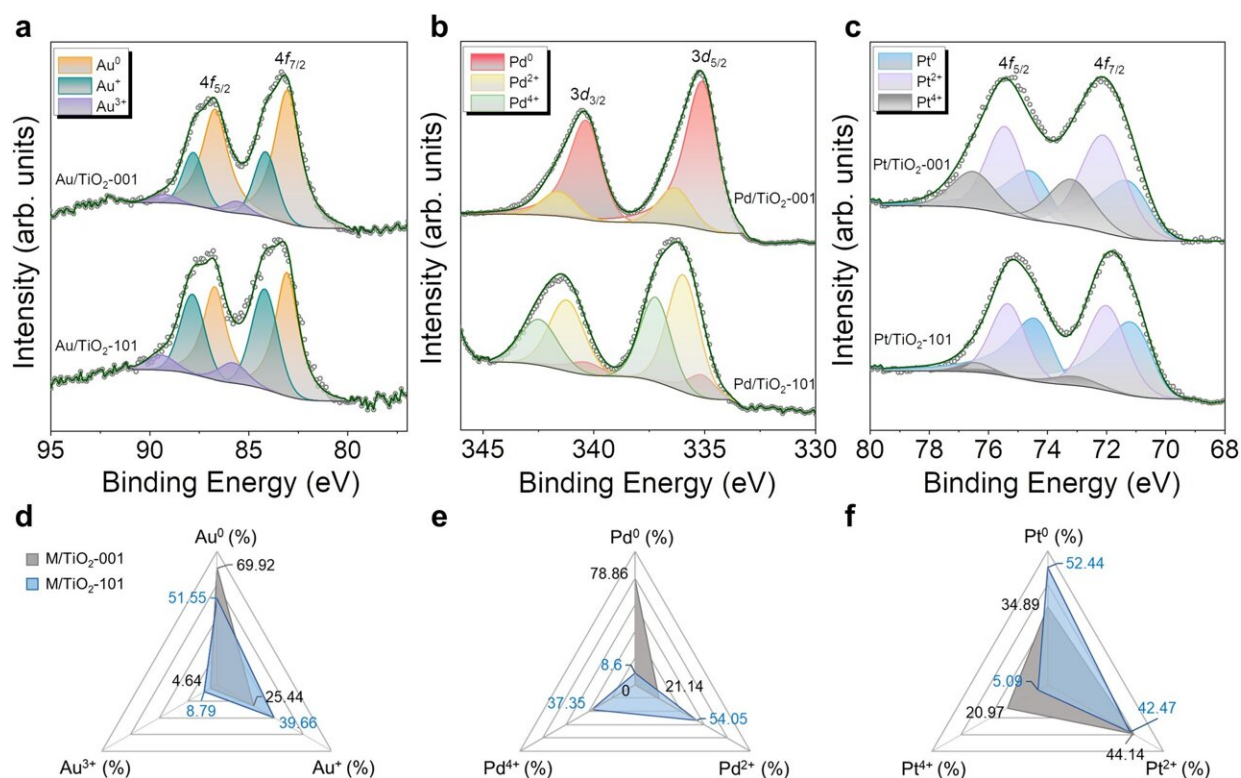 a
Au⁰
Au⁺
Au³⁺
4f₅/₂
4f₇/₂
Au/TiO₂-001
Au/TiO₂-101
Intensity (arb. units)
95 90 85 80
Binding Energy (eV)
b
Pd⁰
Pd²⁺
Pd⁴⁺
3d₃/₂
3d₅/₂
Pd/TiO₂-001
Pd/TiO₂-101
Intensity (arb. units)
345 340 335 330
Binding Energy (eV)
c
Pt⁰
Pt²⁺
Pt⁴⁺
4f₅/₂
4f₇/₂
Pt/TiO₂-001
Pt/TiO₂-101
Intensity (arb. units)
80 78 76 74 72 70 68
Binding Energy (eV)
d
M/TiO₂-001
M/TiO₂-101
Au⁰ (%)
69.92
51.55
4.64
25.44
8.79
39.66
Au³⁺ (%)
Au⁺ (%)
e
Pd⁰ (%)
78.86
8.6
0
21.14
37.35
54.05
Pd⁴⁺ (%)
Pd²⁺ (%)
f
Pt⁰ (%)
52.44
34.89
5.09
42.47
20.97
44.14
Pt⁴⁺ (%)
Pt²⁺ (%)